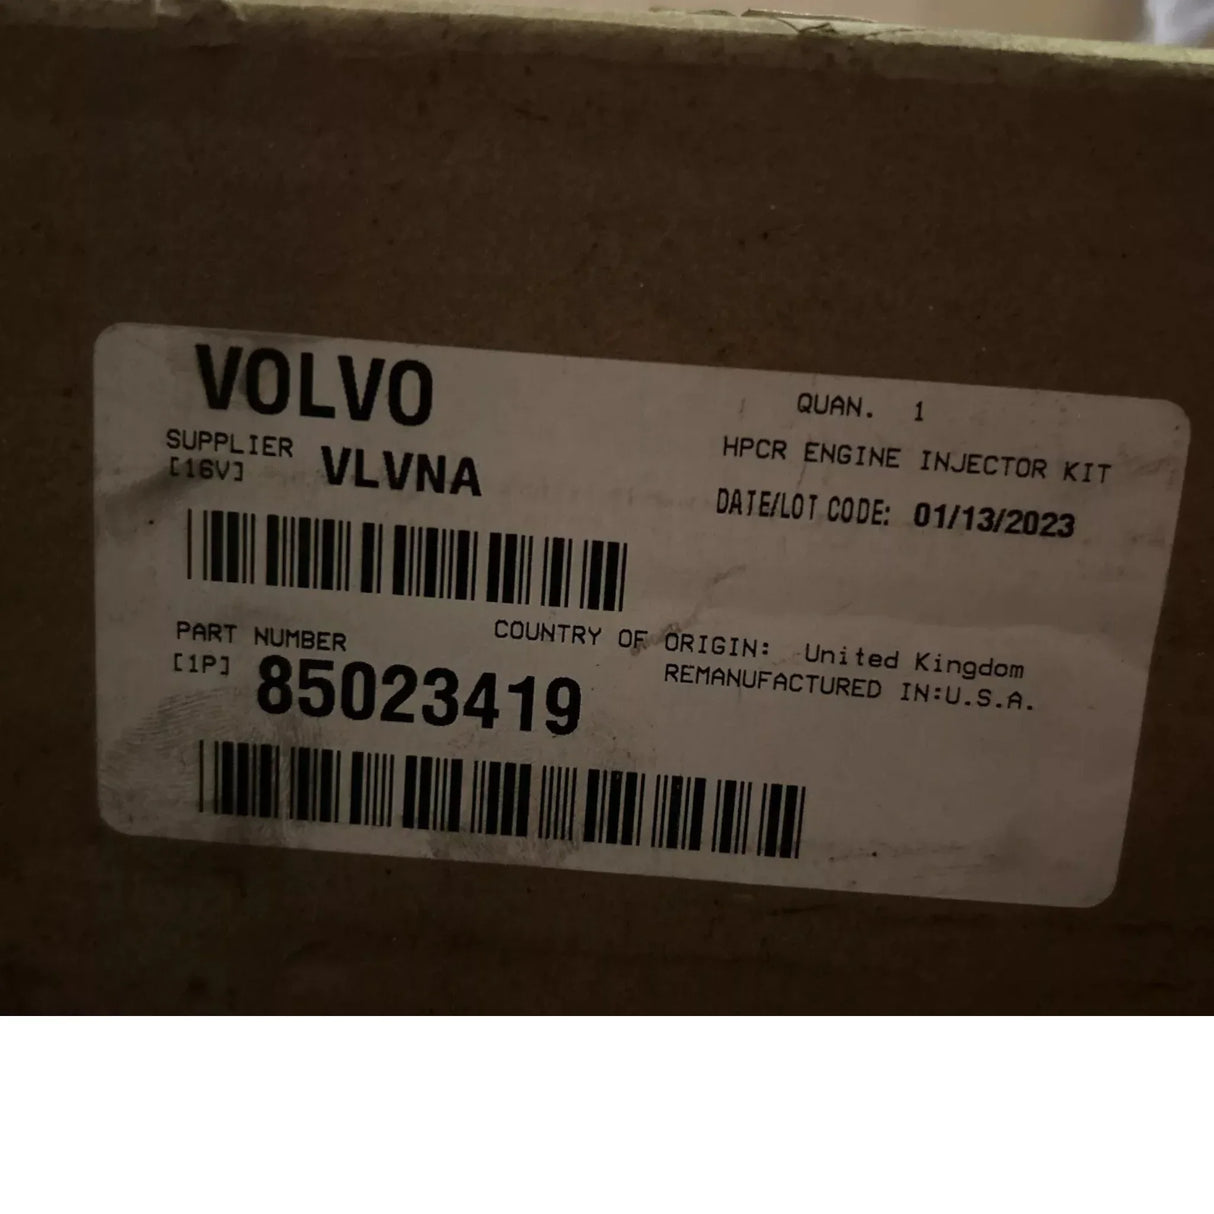 VOLVO
QUAN. 1
SUPPLIER
[16V]
VLVNA
HPCR ENGINE INJECTOR KIT
DATE/LOT CODE: 01/13/2023
PART NUMBER
[1P]
85023419
COUNTRY OF ORIGIN: United Kingdom
REMANUFACTURED IN:U.S.A.